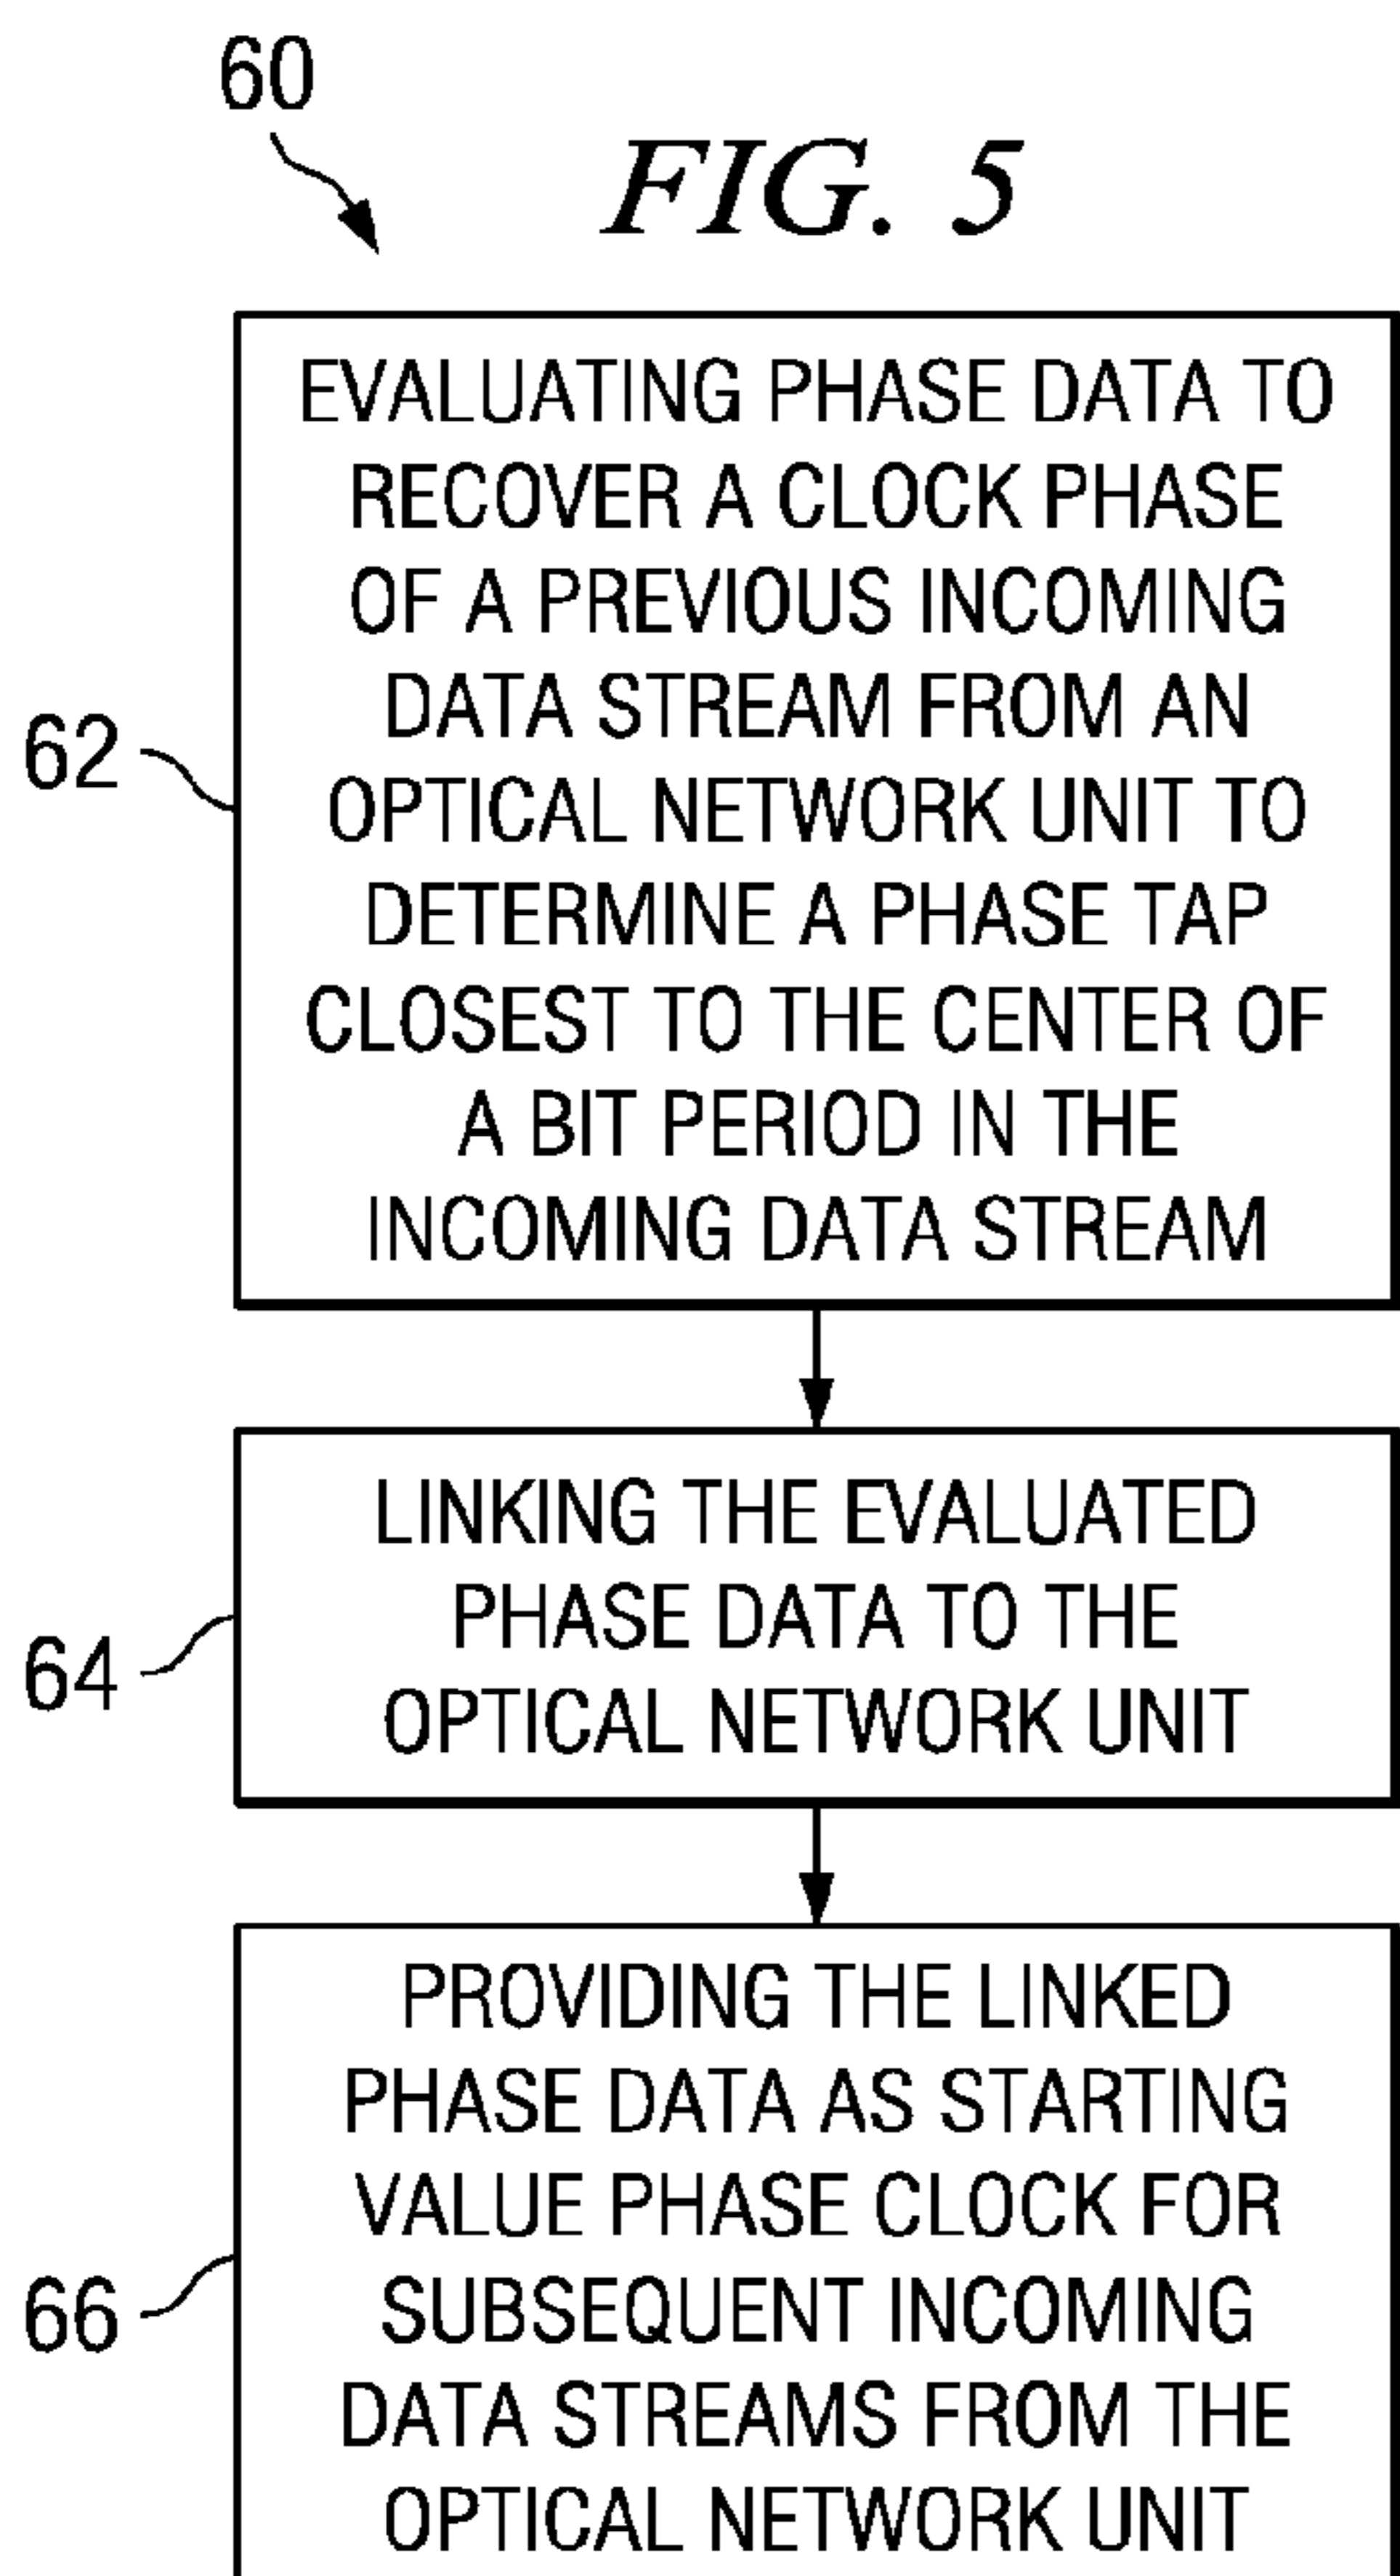 60
FIG. 5
EVALUATING PHASE DATA TO
RECOVER A CLOCK PHASE
OF A PREVIOUS INCOMING
DATA STREAM FROM AN
OPTICAL NETWORK UNIT TO
DETERMINE A PHASE TAP
CLOSEST TO THE CENTER OF
A BIT PERIOD IN THE
INCOMING DATA STREAM
62
LINKING THE EVALUATED
PHASE DATA TO THE
OPTICAL NETWORK UNIT
64
PROVIDING THE LINKED
PHASE DATA AS STARTING
VALUE PHASE CLOCK FOR
SUBSEQUENT INCOMING
DATA STREAMS FROM THE
OPTICAL NETWORK UNIT
66